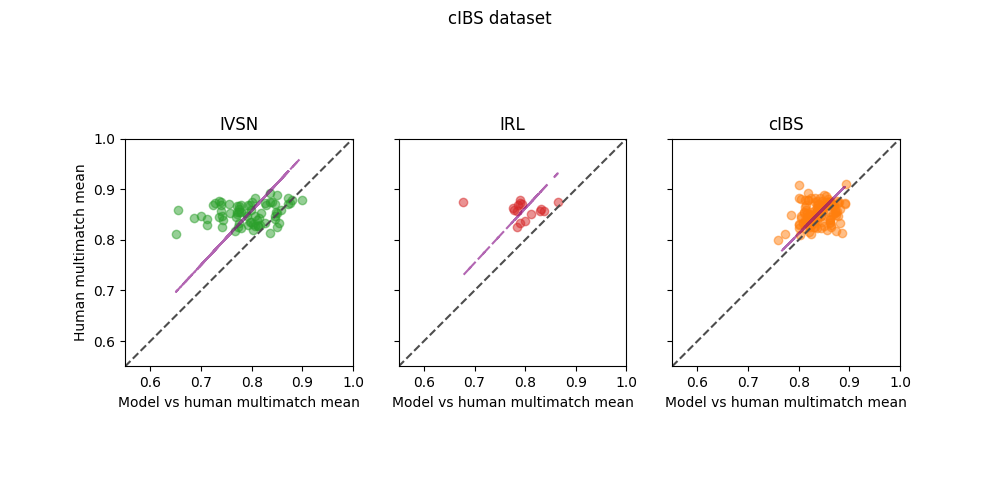 cIBS dataset
IVSN
IRL
cIBS
Human multimatch mean
1.0
0.9
0.8
0.7
0.6
0.6 0.7 0.8 0.9 1.0
0.6 0.7 0.8 0.9 1.0
0.6 0.7 0.8 0.9 1.0
Model vs human multimatch mean
Model vs human multimatch mean
Model vs human multimatch mean